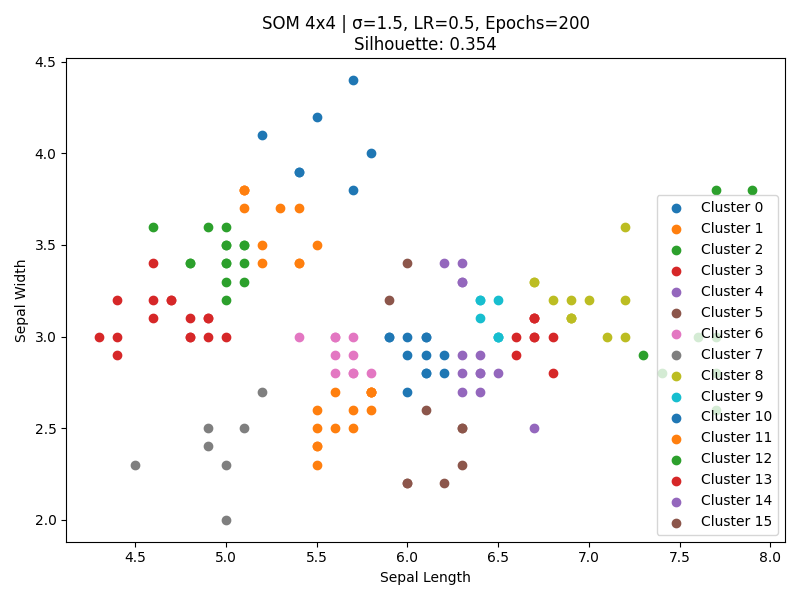 SOM 4x4 | σ=1.5, LR=0.5, Epochs=200
Silhouette: 0.354
4.5
4.0
3.5
3.0
2.5
2.0
Sepal Width
Cluster 0
Cluster 1
Cluster 2
Cluster 3
Cluster 4
Cluster 5
Cluster 6
Cluster 7
Cluster 8
Cluster 9
Cluster 10
Cluster 11
Cluster 12
Cluster 13
Cluster 14
Cluster 15
4.5 5.0 5.5 6.0 6.5 7.0 7.5 8.0
Sepal Length